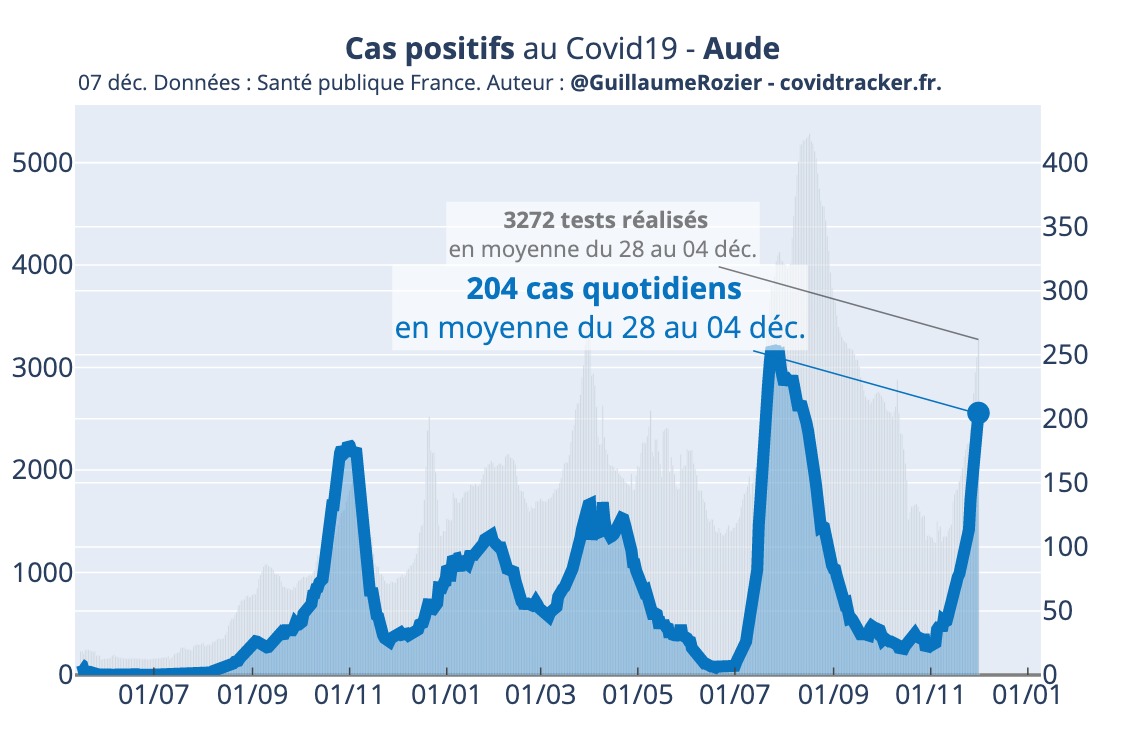 Cas positifs au Covid19 - Aude
07 déc. Données : Santé publique France. Auteur : @GuillaumeRozier - covidtracker.fr.
5000
4000
3000
2000
1000
0
400
350
300
250
200
150
100
50
0
3272 tests réalisés
en moyenne du 28 au 04 déc.
204 cas quotidiens
en moyenne du 28 au 04 déc.
01/07 01/09 01/11 01/01 01/03 01/05 01/07 01/09 01/11 01/01